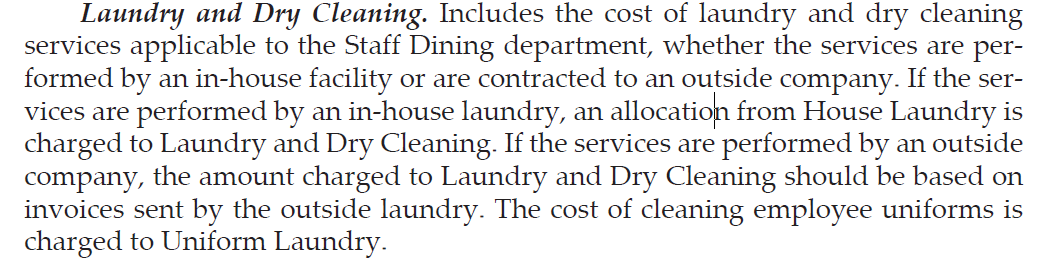 Laundry and Dry Cleaning. Includes the cost of laundry and dry cleaning
services applicable to the Staff Dining department, whether the services are per-
formed by an in-house facility or are contracted to an outside company. If the ser-
vices are performed by an in-house laundry, an allocation from House Laundry is
charged to Laundry and Dry Cleaning. If the services are performed by an outside
company, the amount charged to Laundry and Dry Cleaning should be based on
invoices sent by the outside laundry. The cost of cleaning employee uniforms is
charged to Uniform Laundry.